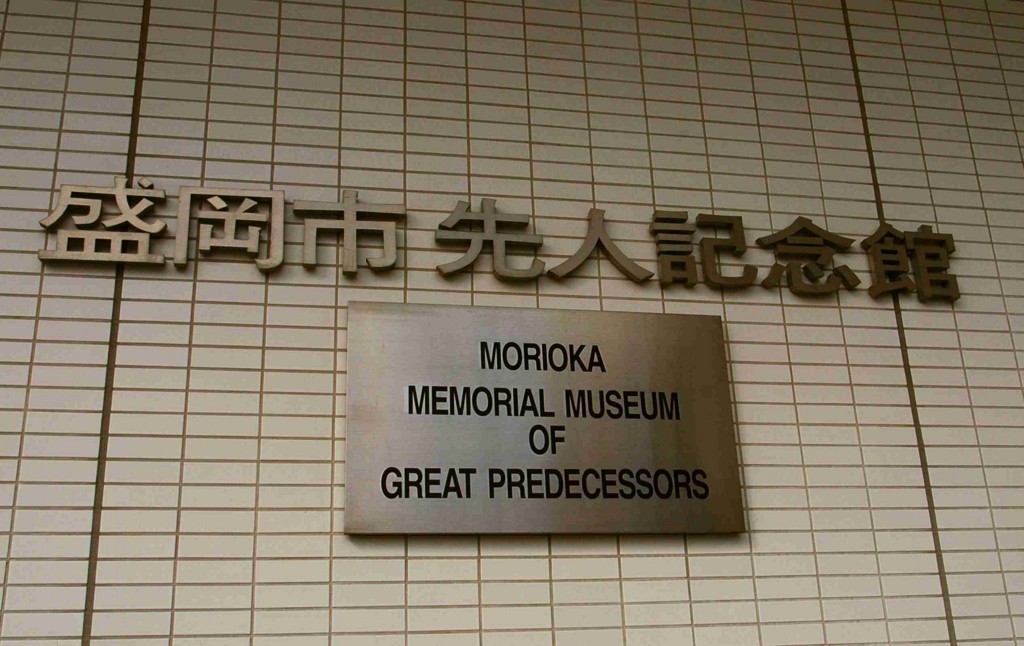 盛岡市先人記念館
MORIOKA
MEMORIAL MUSEUM
OF
GREAT PREDECESSORS